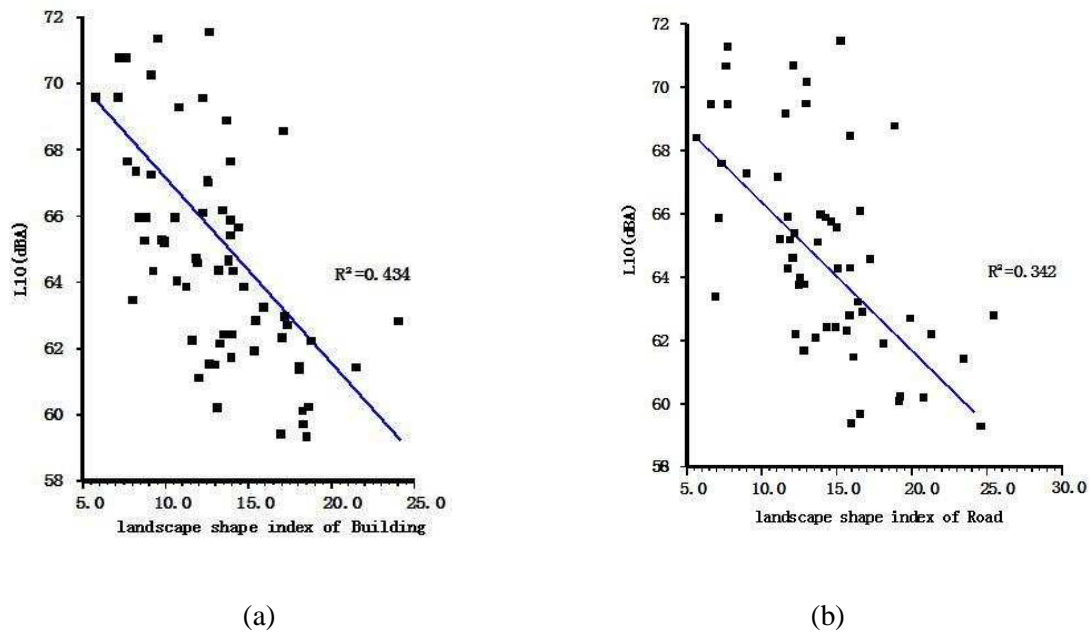 72
70
68
66
64
62
60
58
L10(dBA)
R²=0.434
5.0 10.0 15.0 20.0 25.0
landscape shape index of Building
(a)
72
70
68
66
64
62
60
58
L10(dBA)
R²=0.342
5.0 10.0 15.0 20.0 25.0 30.0
landscape shape index of Road
(b)